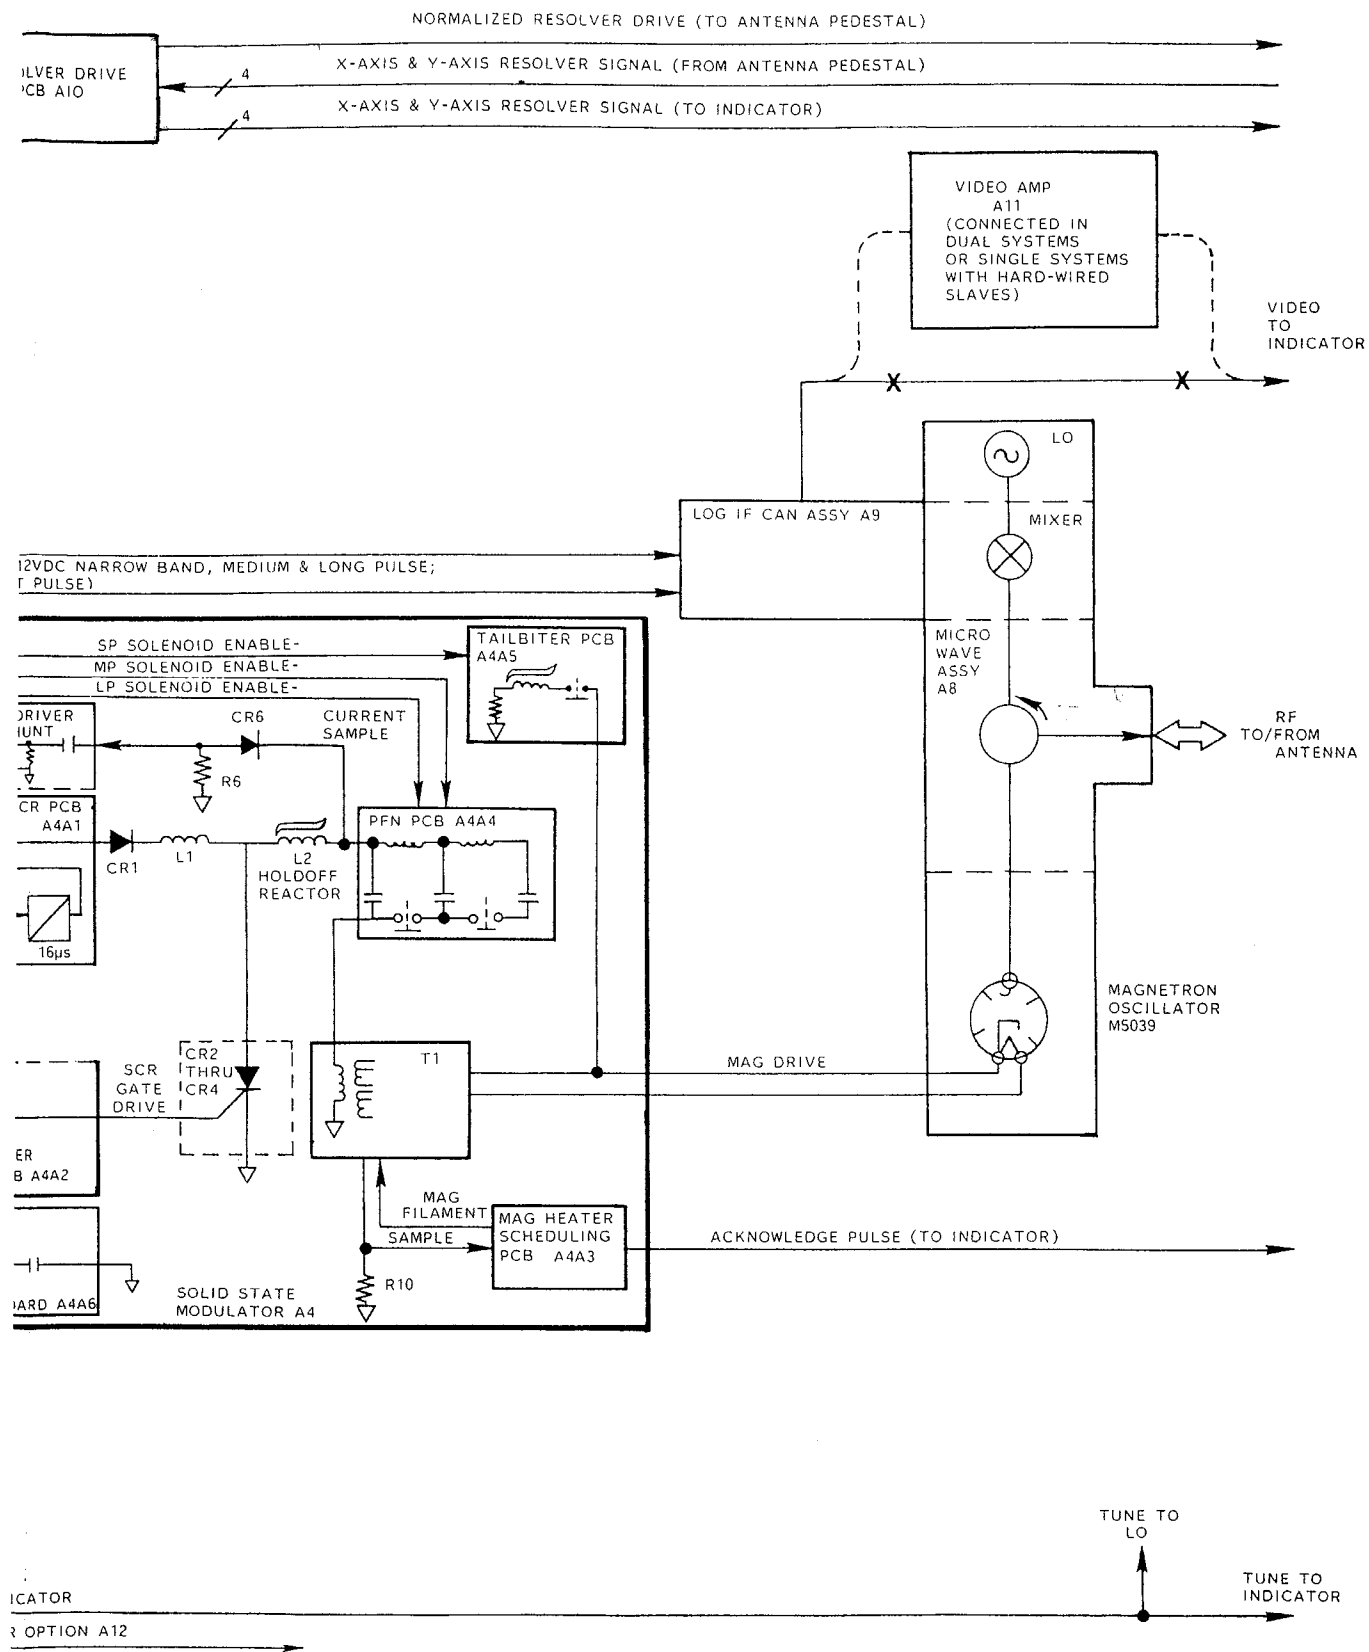 NORMALIZED RESOLVER DRIVE (TO ANTENNA PEDESTAL)
OLVER DRIVE
PCB A10
4
X-AXIS & Y-AXIS RESOLVER SIGNAL (FROM ANTENNA PEDESTAL)
4
X-AXIS & Y-AXIS RESOLVER SIGNAL (TO INDICATOR)
VIDEO AMP
A11
(CONNECTED IN
DUAL SYSTEMS
OR SINGLE SYSTEMS
WITH HARD-WIRED
SLAVES)
VIDEO
TO
INDICATOR
X
X
LO
LOG IF CAN ASSY A9
MIXER
12VDC NARROW BAND, MEDIUM & LONG PULSE;
T PULSE)
SP SOLENOID ENABLE-
MP SOLENOID ENABLE-
LP SOLENOID ENABLE-
TAILBITER PCB
A4A5
MICRO
WAVE
ASSY
A8
DRIVER
HUNT
CR6
CURRENT
SAMPLE
R6
RF
TO/FROM
ANTENNA
CR PCB
A4A1
CR1
L1
L2
HOLDOFF
REACTOR
PFN PCB A4A4
16µs
MAGNETRON
OSCILLATOR
M5039
SCR
GATE
DRIVE
CR2
THRU
CR4
T1
MAG DRIVE
ER
B A4A2
MAG
FILAMENT
SAMPLE
MAG HEATER
SCHEDULING
PCB A4A3
ACKNOWLEDGE PULSE (TO INDICATOR)
R10
OARD A4A6
SOLID STATE
MODULATOR A4
TUNE TO
LO
TUNE TO
INDICATOR
DICATOR
R OPTION A12